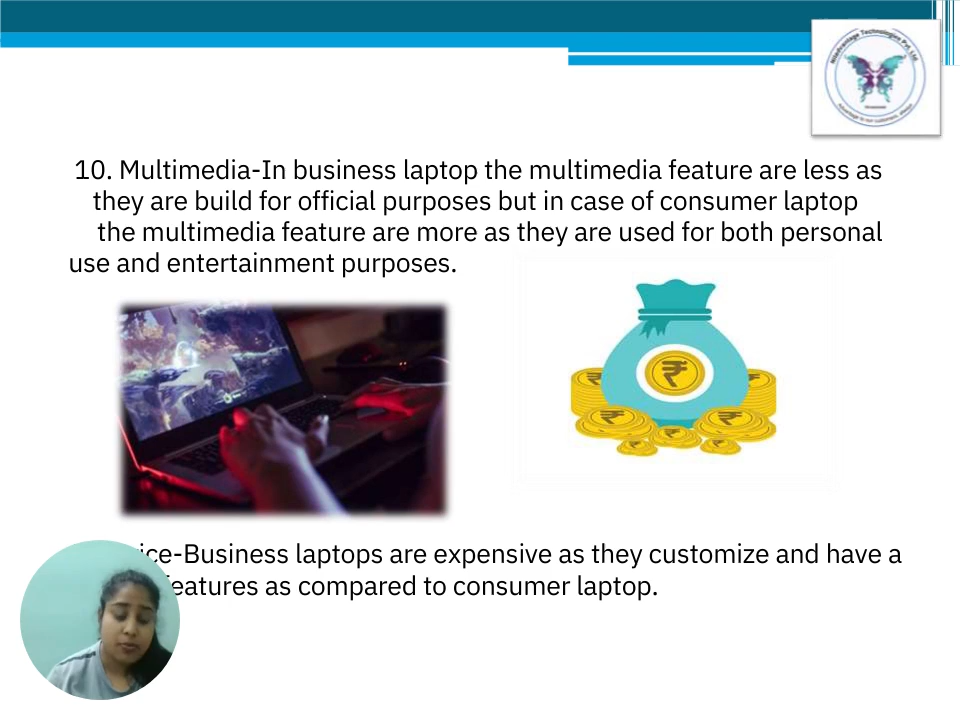 10. Multimedia-In business laptop the multimedia feature are less as
they are build for official purposes but in case of consumer laptop
the multimedia feature are more as they are used for both personal
use and entertainment purposes.
-Business laptops are expensive as they customize and have a
features as compared to consumer laptop.